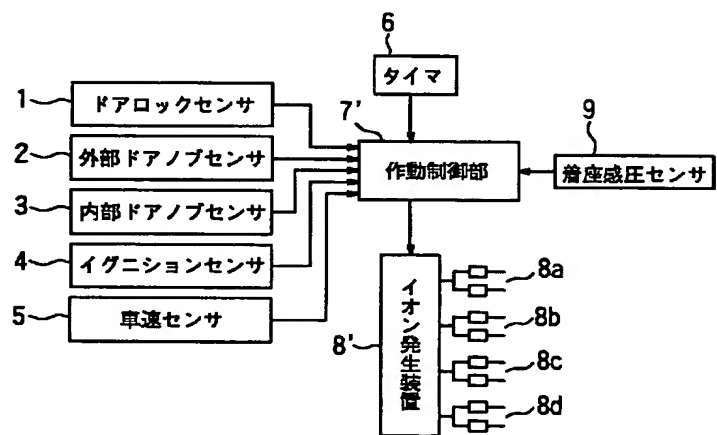 6
タイマ
1
ドアロックセンサ
7'
9
2
外部ドアノブセンサ
作動制御部
着座感圧センサ
3
内部ドアノブセンサ
4
イグニションセンサ
5
車速センサ
8'
イオン発生装置
8a
8b
8c
8d